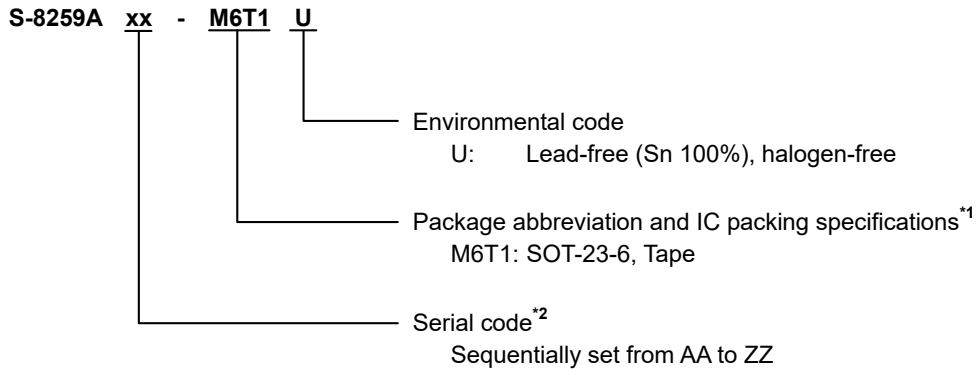 S-8259A xx - M6T1 U
Environmental code
U: Lead-free (Sn 100%), halogen-free
Package abbreviation and IC packing specifications*1
M6T1: SOT-23-6, Tape
Serial code*2
Sequentially set from AA to ZZ